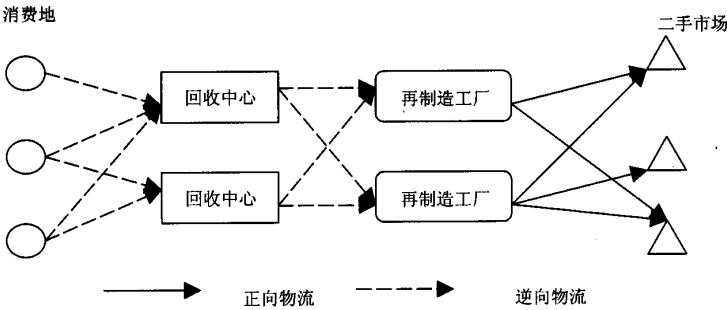 消费地
二手市场
回收中心
再制造工厂
回收中心
再制造工厂
正向物流
逆向物流